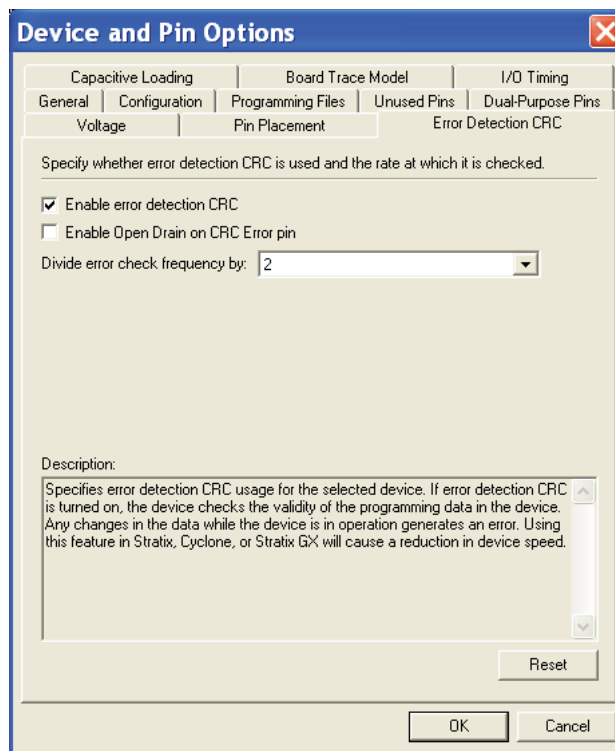 Device and Pin Options
Capacitive Loading
Board Trace Model
I/O Timing
General
Configuration
Programming Files
Unused Pins
Dual-Purpose Pins
Voltage
Pin Placement
Error Detection CRC
Specify whether error detection CRC is used and the rate at which it is checked.
Enable error detection CRC
Enable Open Drain on CRC Error pin
Divide error check frequency by: 2
Description:
Specifies error detection CRC usage for the selected device. If error detection CRC
is turned on, the device checks the validity of the programming data in the device.
Any changes in the data while the device is in operation generates an error. Using
this feature in Stratix, Cyclone, or Stratix GX will cause a reduction in device speed.
Reset
OK
Cancel